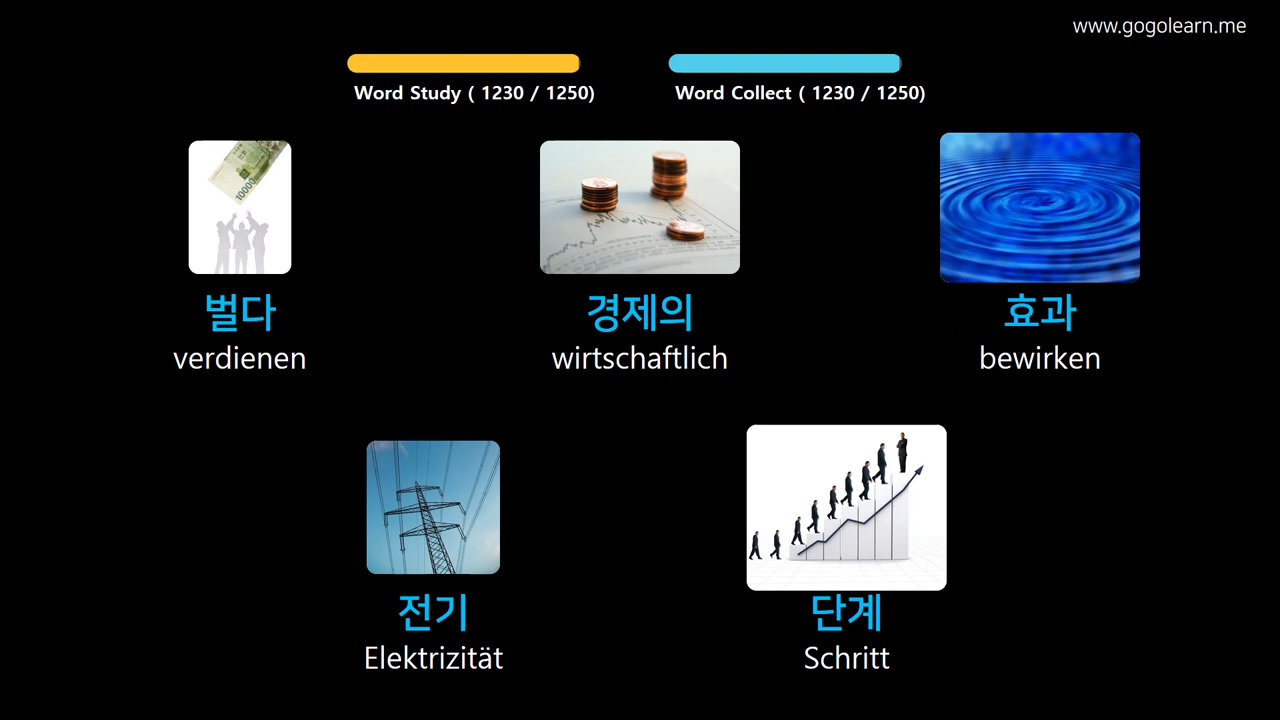 www.gogolearn.me
Word Study ( 1230 / 1250)
Word Collect ( 1230 / 1250)
10000
벌다
verdienen
경제의
wirtschaftlich
효과
bewirken
전기
Elektrizität
단계
Schritt